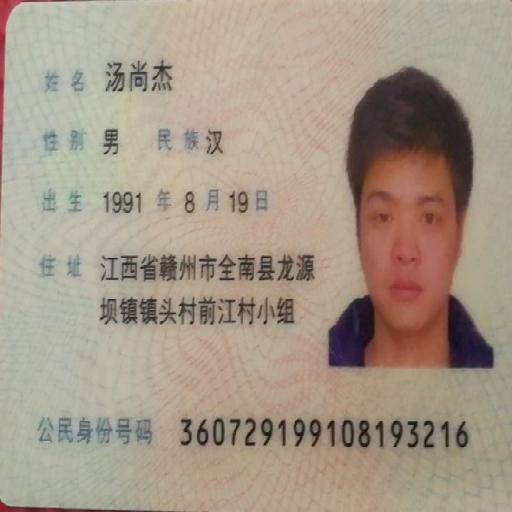 姓名 汤尚杰
性别 男 民族 汉
出生 1991 年 8 月 19 日
住址 江西省赣州市全南县龙源
坝镇镇头村前江村小组
公民身份号码 360729199108193216